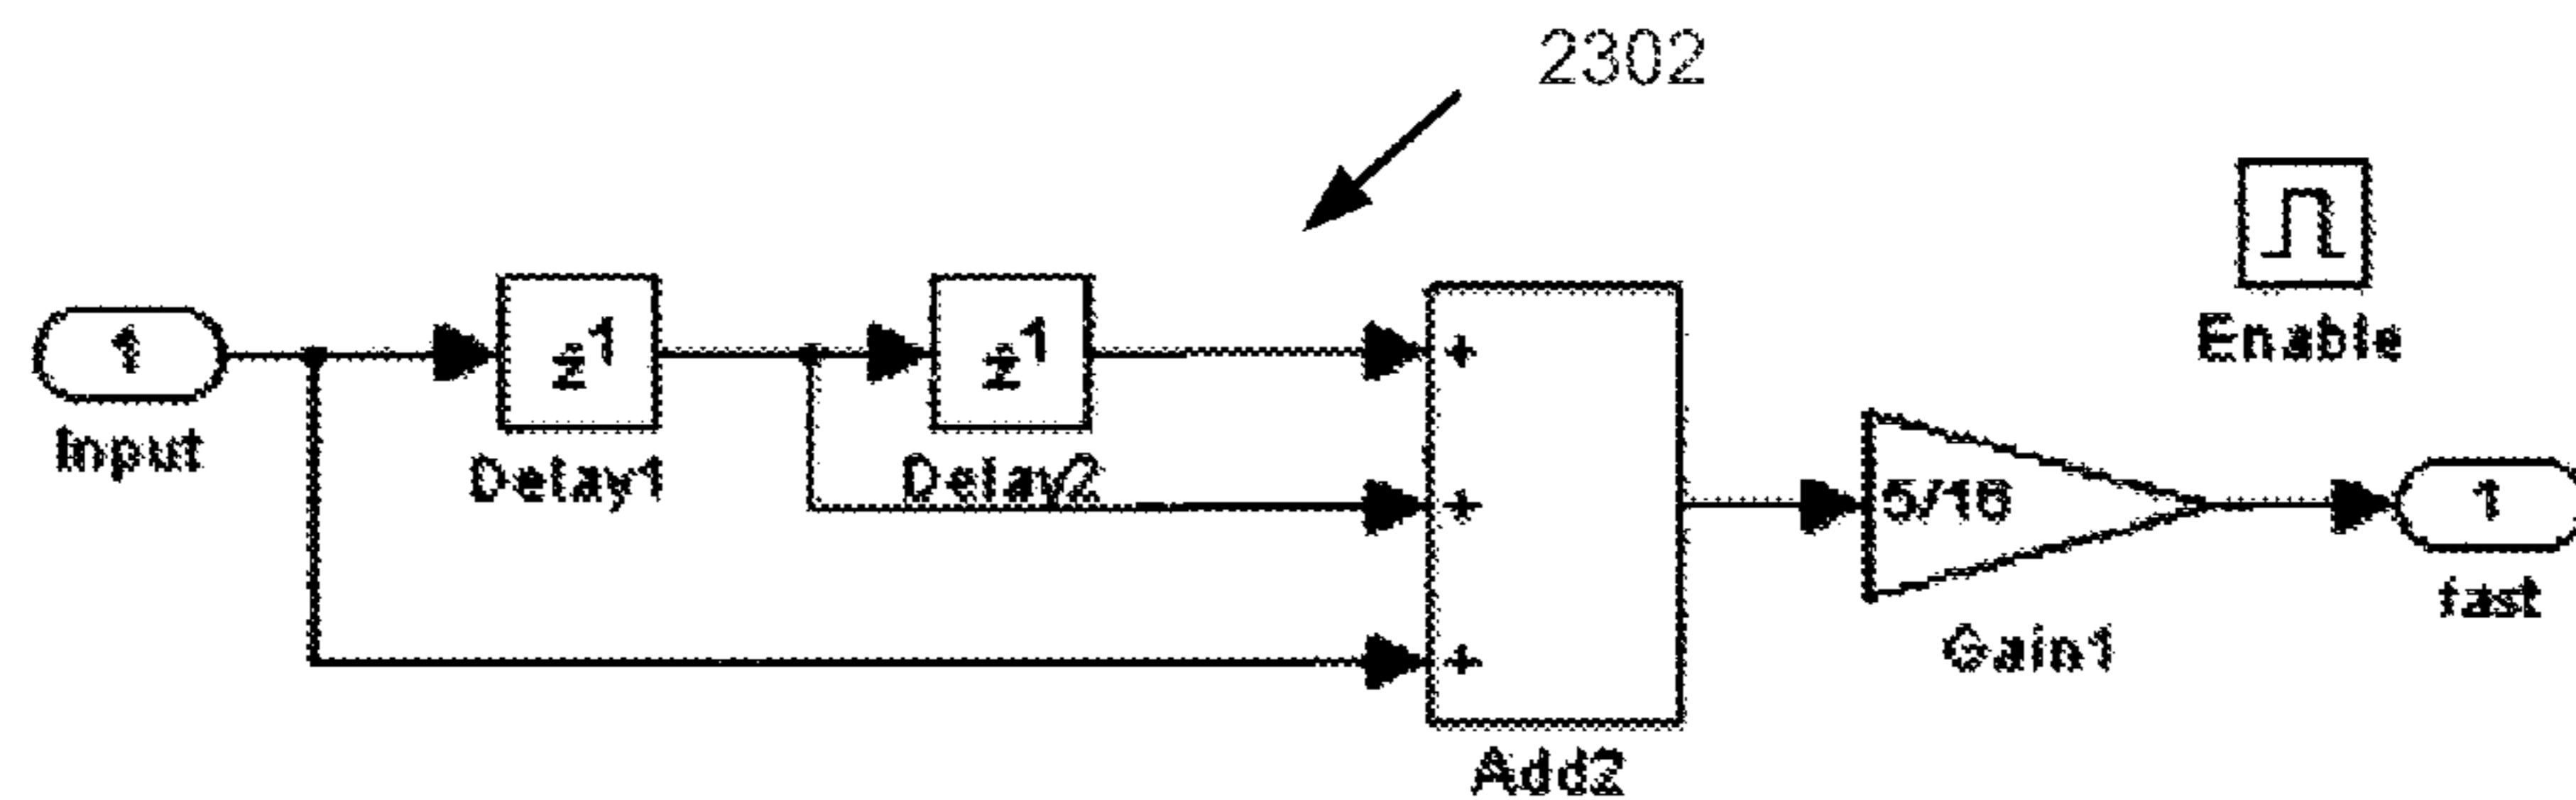 2302
Enable
1
Input
z-1
Delay1
z-1
Delay2
+
+
+
Add2
5/16
Gain1
1
fast